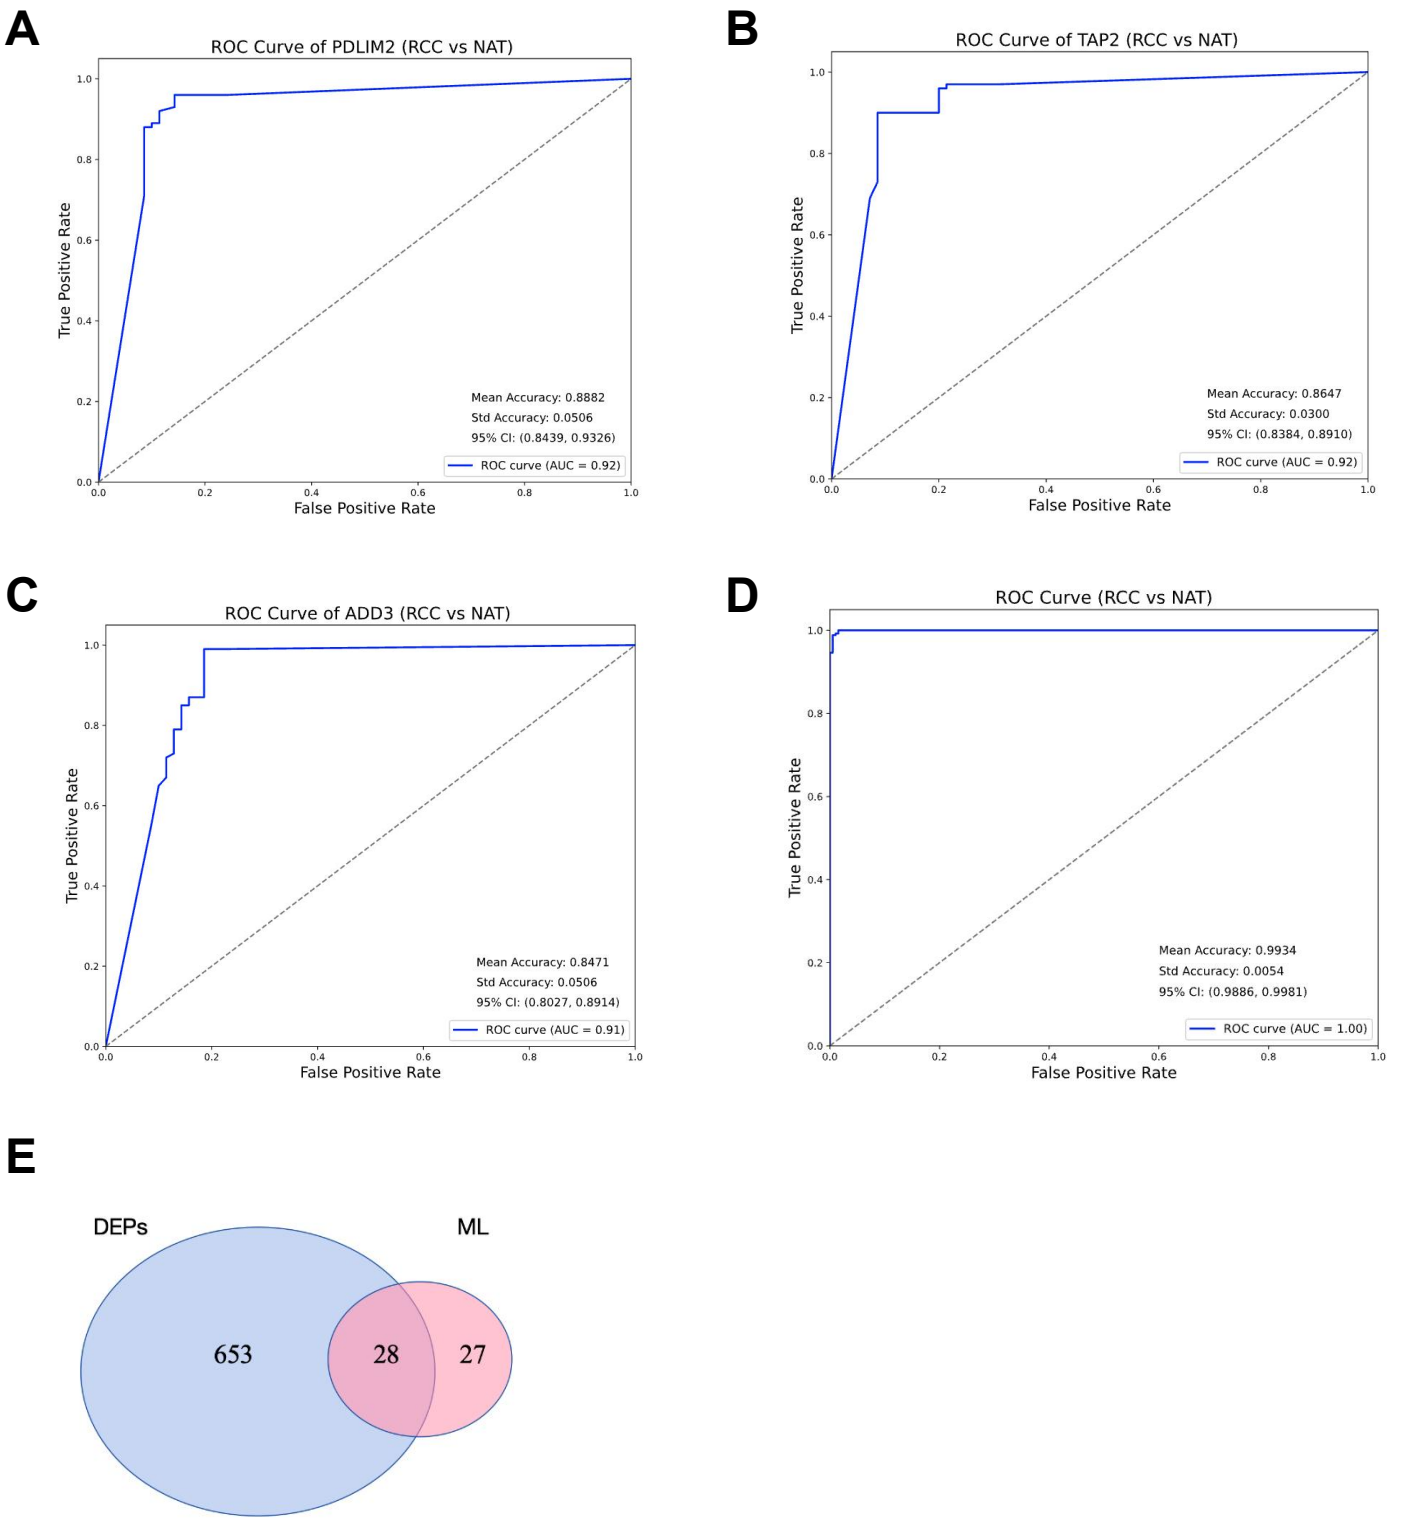 A
ROC Curve of PDLIM2 (RCC vs NAT)
1.0
0.8
0.6
0.4
0.2
0.0
True Positive Rate
0.0 0.2 0.4 0.6 0.8 1.0
False Positive Rate
Mean Accuracy: 0.8882
Std Accuracy: 0.0506
95% CI: (0.8439, 0.9326)
ROC curve (AUC = 0.92)
B
ROC Curve of TAP2 (RCC vs NAT)
1.0
0.8
0.6
0.4
0.2
0.0
True Positive Rate
0.0 0.2 0.4 0.6 0.8 1.0
False Positive Rate
Mean Accuracy: 0.8647
Std Accuracy: 0.0300
95% CI: (0.8384, 0.8910)
ROC curve (AUC = 0.92)
C
ROC Curve of ADD3 (RCC vs NAT)
1.0
0.8
0.6
0.4
0.2
0.0
True Positive Rate
0.0 0.2 0.4 0.6 0.8 1.0
False Positive Rate
Mean Accuracy: 0.8471
Std Accuracy: 0.0506
95% CI: (0.8027, 0.8914)
ROC curve (AUC = 0.91)
D
ROC Curve (RCC vs NAT)
1.0
0.8
0.6
0.4
0.2
0.0
True Positive Rate
0.0 0.2 0.4 0.6 0.8 1.0
False Positive Rate
Mean Accuracy: 0.9934
Std Accuracy: 0.0054
95% CI: (0.9886, 0.9981)
ROC curve (AUC = 1.00)
E
DEPs ML
653 28 27